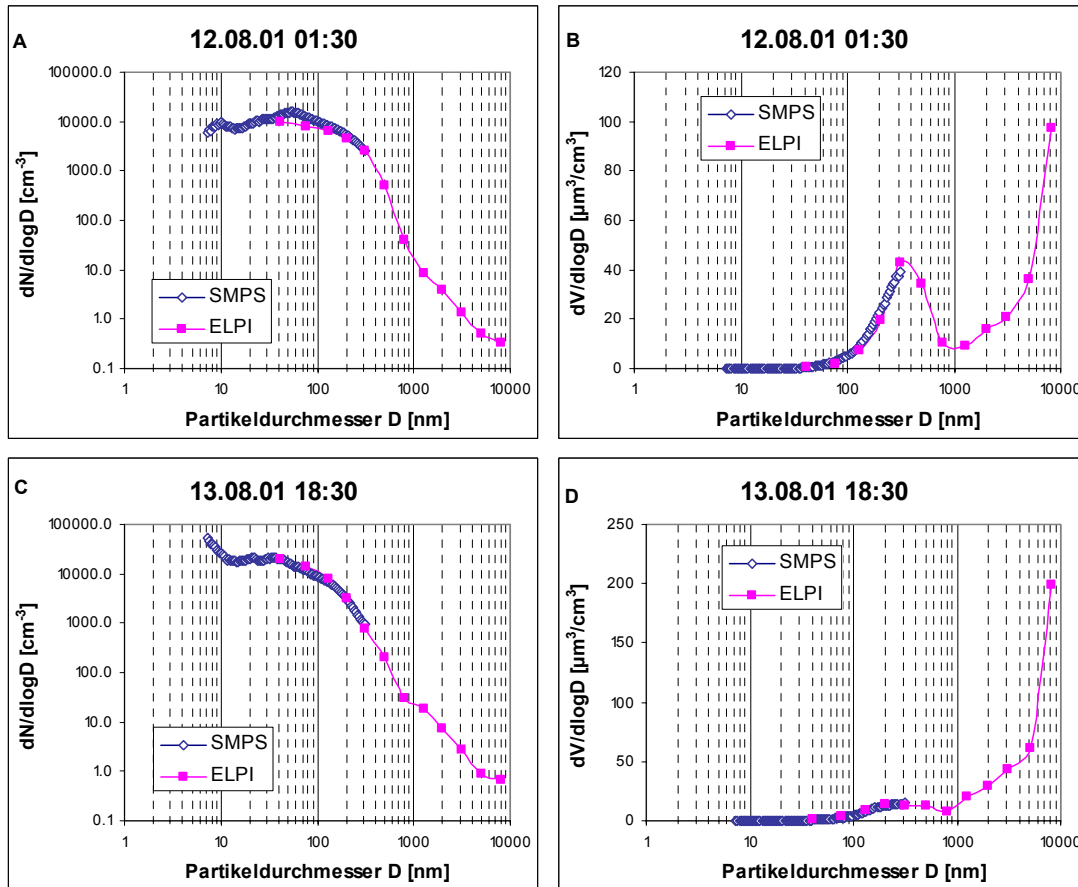 A
12.08.01 01:30
dN/dlogD [cm⁻³]
100000.0
10000.0
1000.0
100.0
10.0
1.0
0.1
SMPS
ELPI
1 10 100 1000 10000
Partikeldurchmesser D [nm]
B
12.08.01 01:30
dV/dlogD [µm³/cm³]
120
100
80
60
40
20
0
SMPS
ELPI
1 10 100 1000 10000
Partikeldurchmesser D [nm]
C
13.08.01 18:30
dN/dlogD [cm⁻³]
100000.0
10000.0
1000.0
100.0
10.0
1.0
0.1
SMPS
ELPI
1 10 100 1000 10000
Partikeldurchmesser D [nm]
D
13.08.01 18:30
dV/dlogD [µm³/cm³]
250
200
150
100
50
0
SMPS
ELPI
1 10 100 1000 10000
Partikeldurchmesser D [nm]